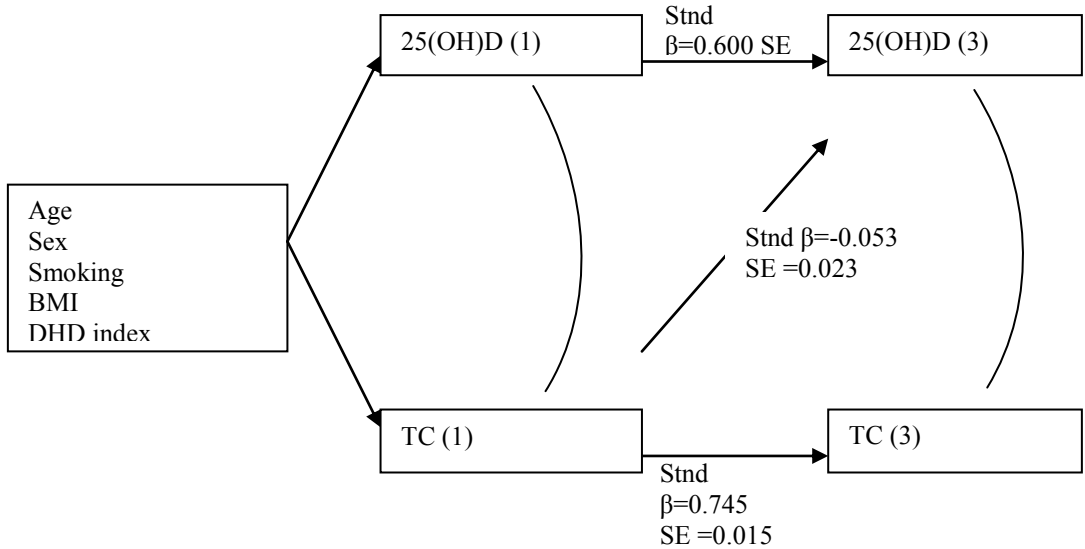 25(OH)D (1)
Stnd
β=0.600 SE
25(OH)D (3)
Age
Sex
Smoking
BMI
DHD index
Stnd β=-0.053
SE =0.023
TC (1)
Stnd
β=0.745
SE =0.015
TC (3)